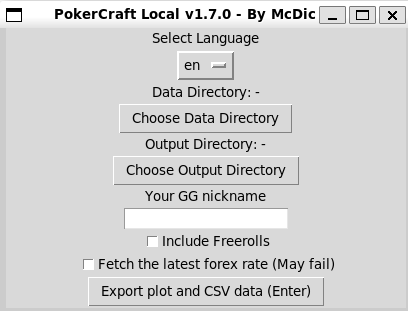 PokerCraft Local v1.7.0 - By McDic
Select Language
en
Data Directory: -
Choose Data Directory
Output Directory: -
Choose Output Directory
Your GG nickname
Include Freerolls
Fetch the latest forex rate (May fail)
Export plot and CSV data (Enter)